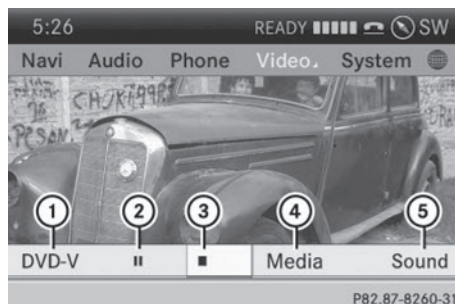 5:26 READY SW
Navi Audio Phone Video System
CHJKT99P
1 2 3 4 5
DVD-V Media Sound
P82.87-8260-31